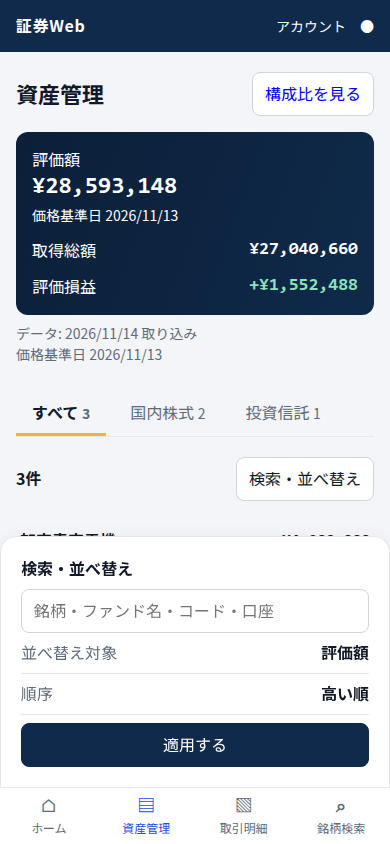 証券Web
アカウント
資産管理
構成比を見る
評価額
¥28,593,148
価格基準日 2026/11/13
取得総額 ¥27,040,660
評価損益 +¥1,552,488
データ: 2026/11/14 取り込み
価格基準日 2026/11/13
すべて 3 国内株式 2 投資信託 1
3件
検索・並べ替え
検索・並べ替え
銘柄・ファンド名・コード・口座
並べ替え対象 評価額
順序 高い順
適用する
ホーム 資産管理 取引明細 銘柄検索